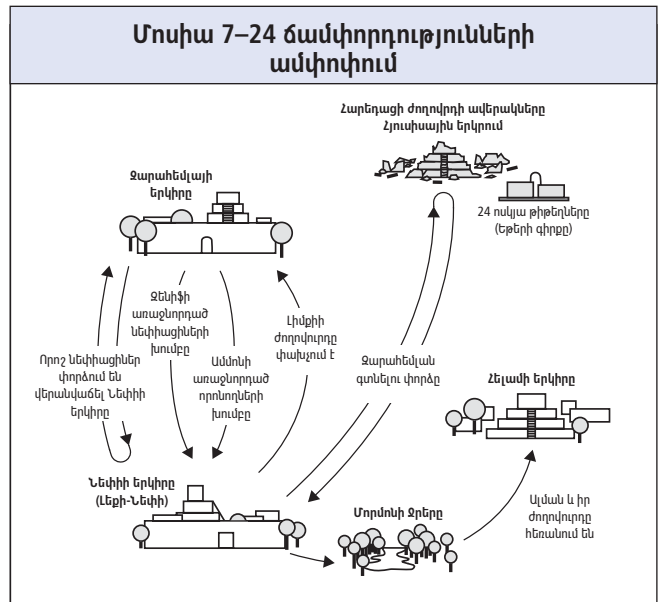 Մոսիա 7–24 ճամփորդությունների
ամփոփում
Հարեդացի ժողովրդի ավերակները
Հյուսիսային երկրում
Զարահեմլայի
երկիրը
24 ոսկյա թիթեղները
(Եթերի գիրքը)
Զենիֆի
առաջնորդած
նեփիացիների
խումբը
Լիմքիի
ժողովուրդը
փախչում է
Որոշ նեփիացիներ
փորձում են
վերանվաճել Նեփիի
երկիրը
Ամմոնի
առաջնորդած
որոնողների
խումբը
Զարահեմլան
գտնելու փորձը
Հելամի երկիրը
Նեփիի երկիրը
(Լեքի-Նեփի)
Մորմոնի Ջրերը
Ալման և իր
ժողովուրդը
հեռանում են